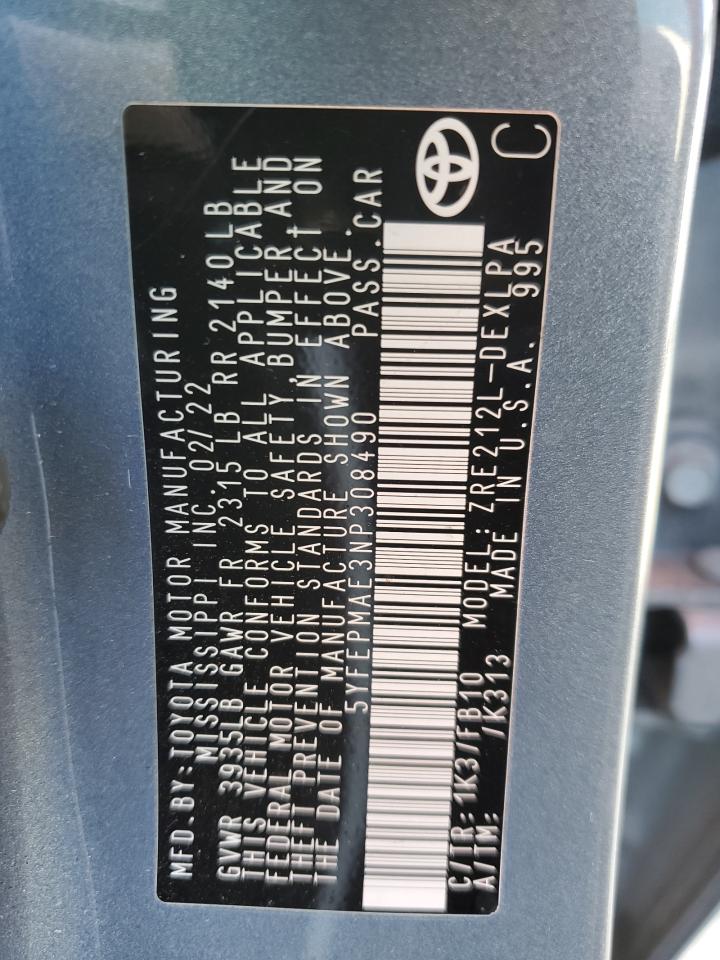 MFD.BY:TOYOTA MOTOR MANUFACTURING
MISSISSIPPI INC. 02/22
GVWR 3935LB GAWR FR 2315 LB RR 2140LB
THIS VEHICLE CONFORMS TO ALL APPLICABLE
FEDERAL MOTOR VEHICLE SAFETY, BUMPER AND
THEFT PREVENTION STANDARDS IN EFFECT ON
THE DATE OF MANUFACTURE SHOWN ABOVE.
5YFEPMAE3NP308490 PASS.CAR
C/TR: 1K3/FB10 MODEL: ZRE212L-DEXLPA
A/TM: /K313 MADE IN U.S.A. 995
C